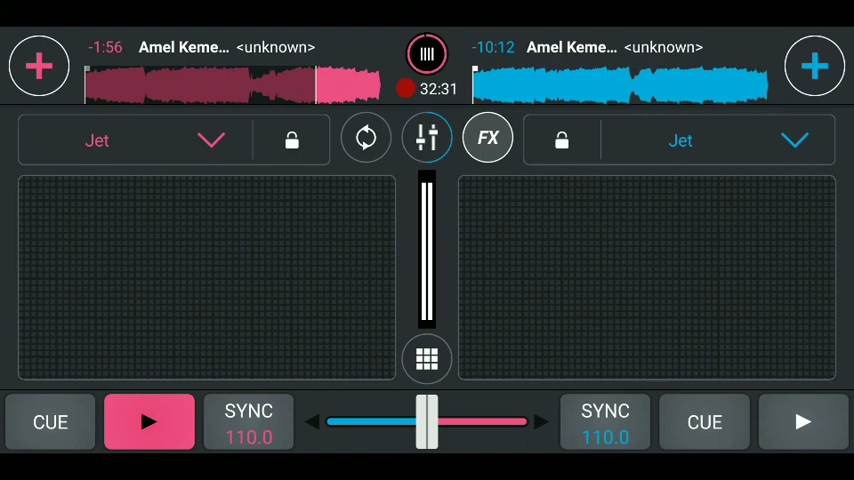 -1:56 Amel Keme... <unknown>
-10:12 Amel Keme... <unknown>
32:31
Jet
FX
Jet
CUE
SYNC
110.0
SYNC
110.0
CUE